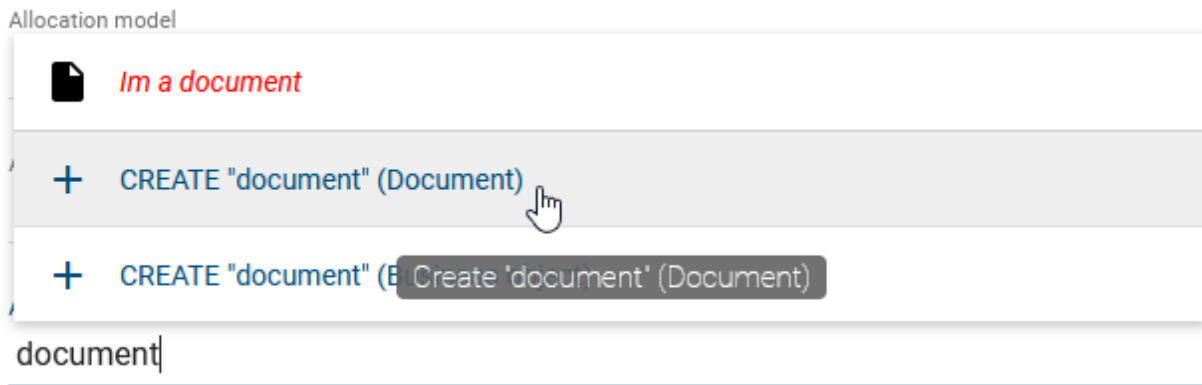 Allocation model
Im a document
CREATE "document" (Document)
CREATE "document" (
Create "document" (Document)
document